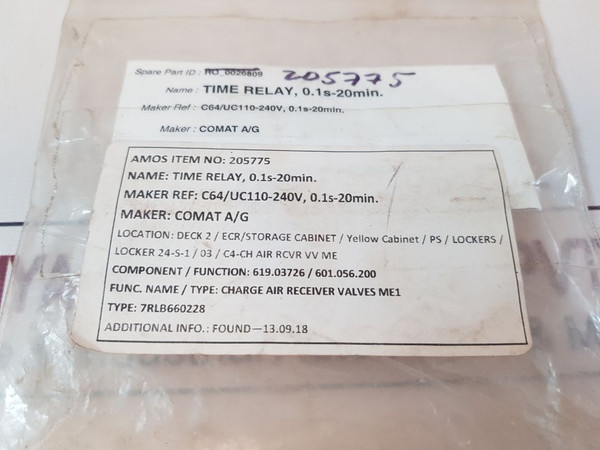 Spare Part ID : RO_0026809 205775
Name : TIME RELAY, 0.1s-20min.
Maker Ref : C64/UC110-240V, 0.1s-20min.
Maker : COMAT A/G
AMOS ITEM NO: 205775
NAME: TIME RELAY, 0.1s-20min.
MAKER REF: C64/UC110-240V, 0.1s-20min.
MAKER: COMAT A/G
LOCATION: DECK 2 / ECR/STORAGE CABINET / Yellow Cabinet / PS / LOCKERS /
LOCKER 24-S-1 / 03 / C4-CH AIR RCVR VV ME
COMPONENT / FUNCTION: 619.03726 / 601.056.200
FUNC. NAME / TYPE: CHARGE AIR RECEIVER VALVES ME1
TYPE: 7RLB660228
ADDITIONAL INFO.: FOUND—13.09.18